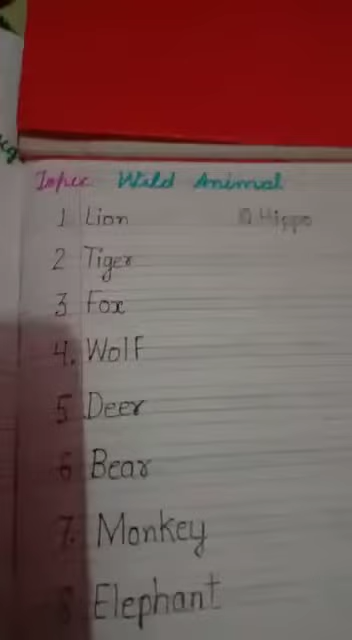 Topic Wild Animal
1 Lion
Hippo
2 Tiger
3 Fox
4. Wolf
5 Deer
6 Bear
7. Monkey
8 Elephant